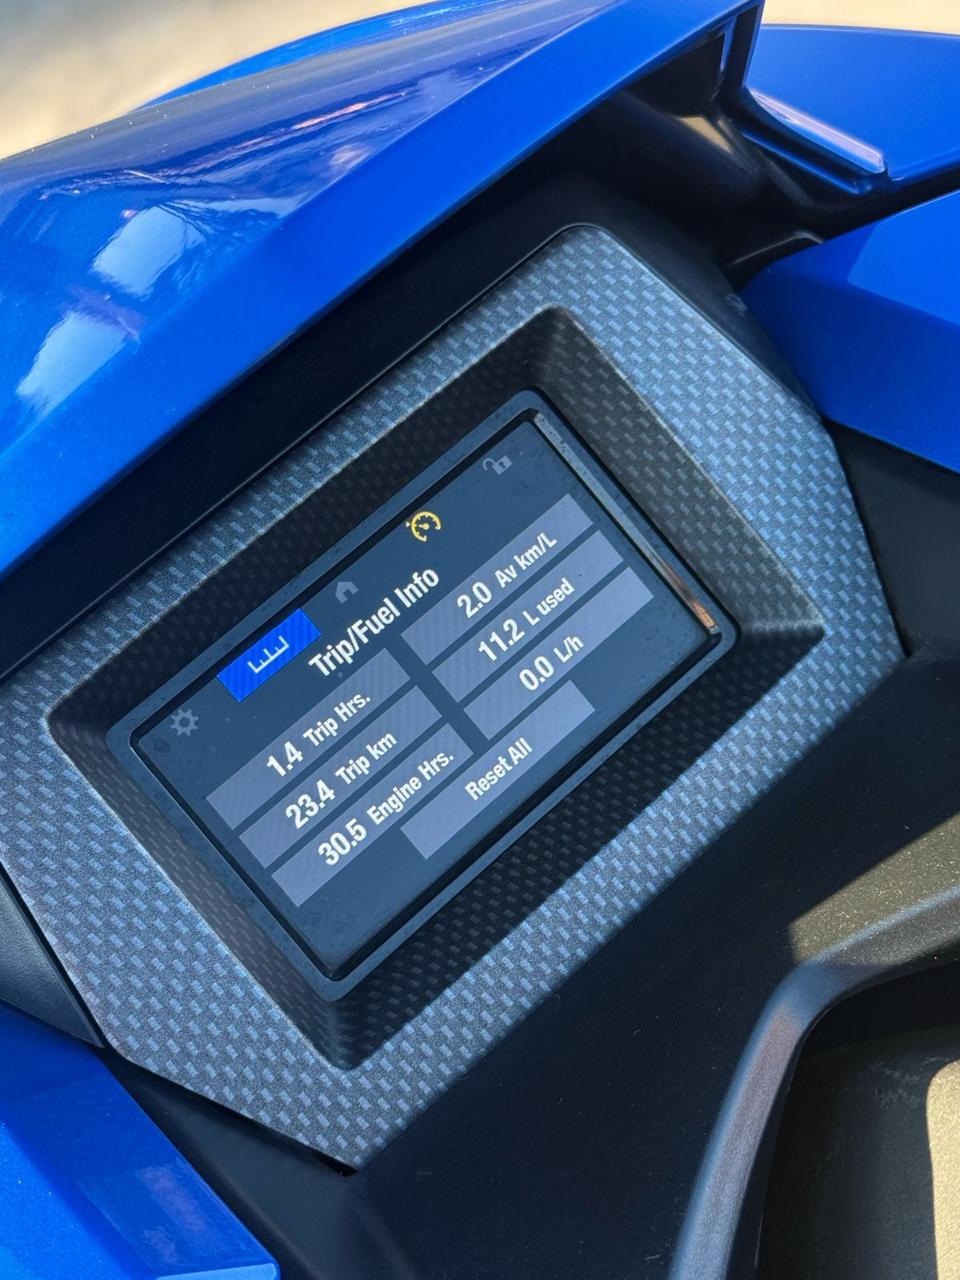 Trip/Fuel Info
1.4 Trip Hrs.
23.4 Trip km
30.5 Engine Hrs.
2.0 Av km/L
11.2 L used
0.0 L/h
Reset All